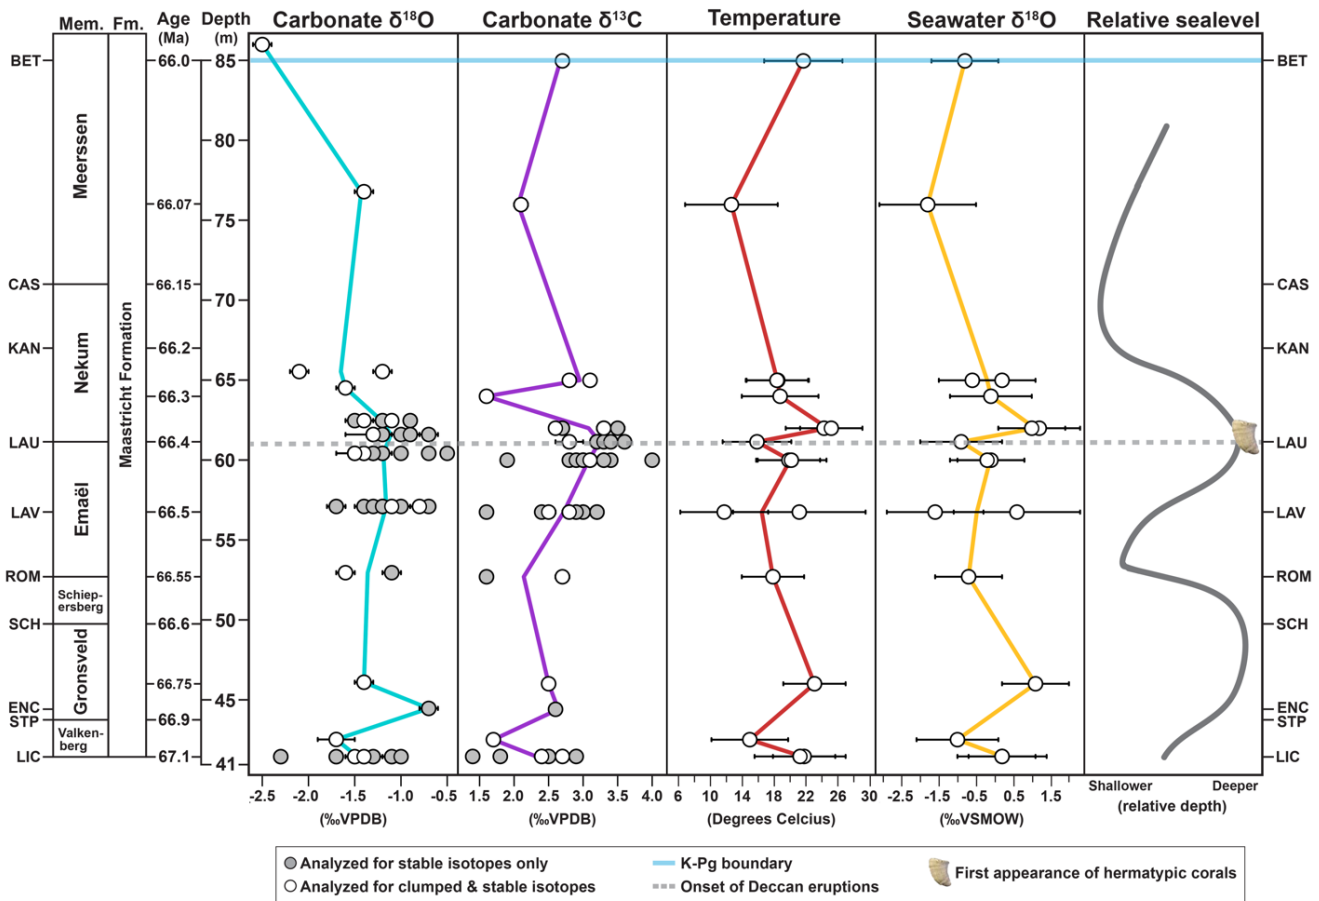 Mem. Fm. Age (Ma) Depth (m) Carbonate δ¹⁸O Carbonate δ¹³C Temperature Seawater δ¹⁸O Relative sealevel
BET 66.0 85 BET
80
Meerssen
66.07
75
CAS 66.15 CAS
70
KAN 66.2 KAN
Nekum
65
66.3
Maastricht Formation
LAU 66.4 LAU
60
Emaël
LAV 66.5 LAV
55
ROM 66.55 ROM
Schiep-
ersberg
50
SCH 66.6 SCH
Gronsveld
66.75
45
ENC ENC
STP 66.9 STP
Valken-
berg
LIC 67.1 41 LIC
-2.5 -1.5 -1.0 -0.5 1.5 2.0 2.5 3.0 3.5 4.0 6 10 14 18 22 26 30 -2.5 -1.5 -0.5 0.5 1.5 Shallower Deeper
(‰VPDB) (‰VPDB) (Degrees Celcius) (‰VSMOW) (relative depth)
Analyzed for stable isotopes only K-Pg boundary First appearance of hermatypic corals
Analyzed for clumped & stable isotopes Onset of Deccan eruptions